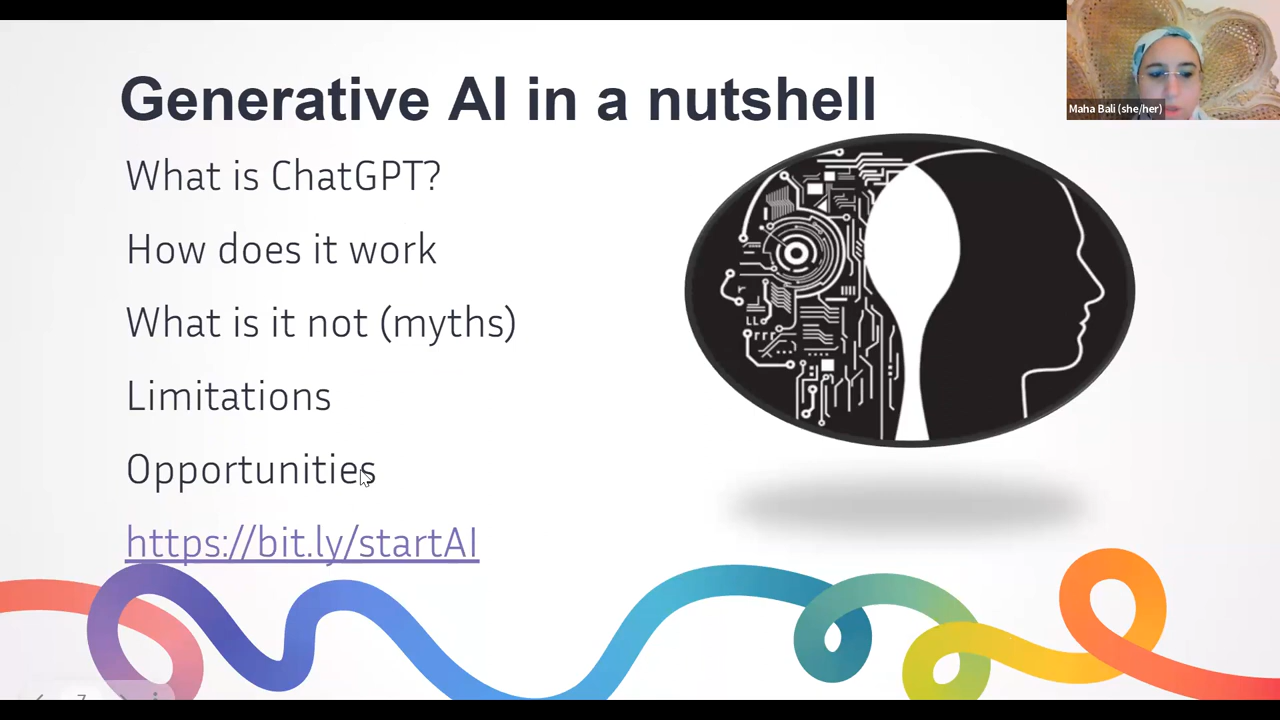 Generative AI in a nutshell
Maha Bali (she/her)
What is ChatGPT?
How does it work
What is it not (myths)
Limitations
Opportunities
https://bit.ly/startAI
7